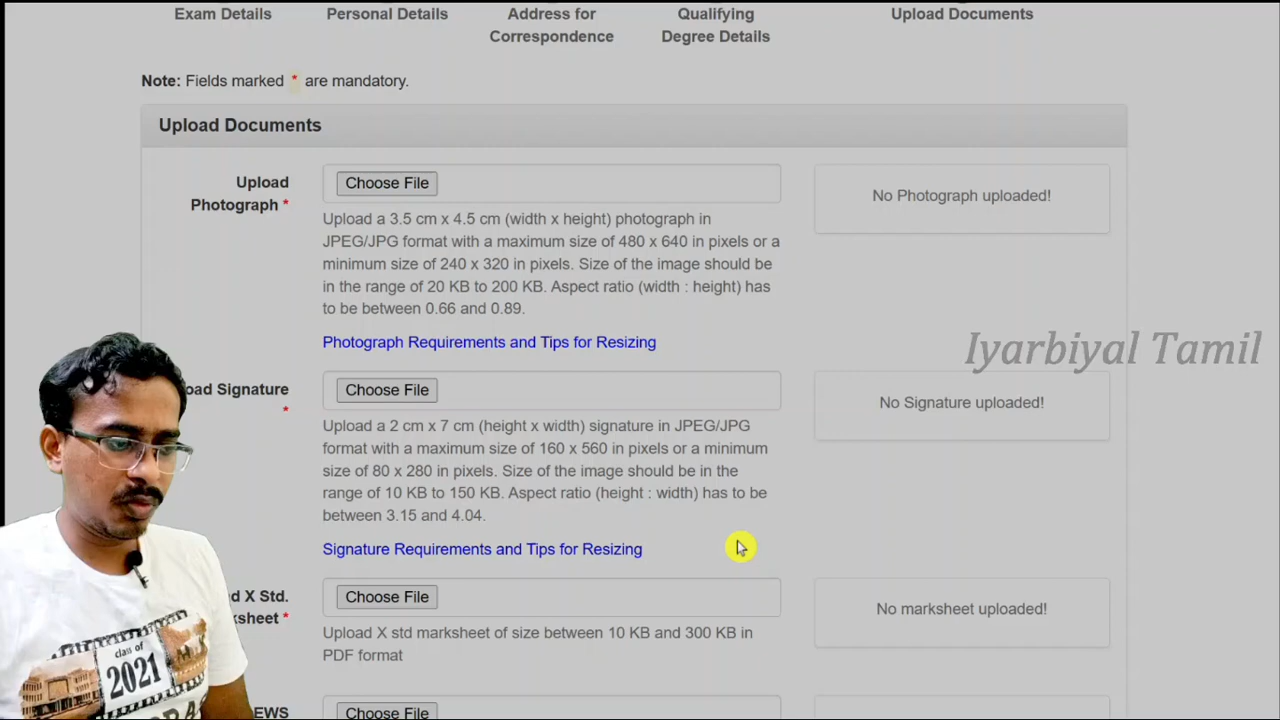 Exam Details
Personal Details
Address for
Correspondence
Qualifying
Degree Details
Upload Documents
Note: Fields marked * are mandatory.
Upload Documents
Upload
Photograph *
Choose File
No Photograph uploaded!
Upload a 3.5 cm x 4.5 cm (width x height) photograph in
JPEG/JPG format with a maximum size of 480 x 640 in pixels or a
minimum size of 240 x 320 in pixels. Size of the image should be
in the range of 20 KB to 200 KB. Aspect ratio (width : height) has
to be between 0.66 and 0.89.
Photograph Requirements and Tips for Resizing
Iyarbiyal Tamil
oad Signature
*
Choose File
No Signature uploaded!
Upload a 2 cm x 7 cm (height x width) signature in JPEG/JPG
format with a maximum size of 160 x 560 in pixels or a minimum
size of 80 x 280 in pixels. Size of the image should be in the
range of 10 KB to 150 KB. Aspect ratio (height : width) has to be
between 3.15 and 4.04.
Signature Requirements and Tips for Resizing
d X Std.
ksheet *
Choose File
No marksheet uploaded!
Upload X std marksheet of size between 10 KB and 300 KB in
PDF format
EWS
Choose File
class of
2021